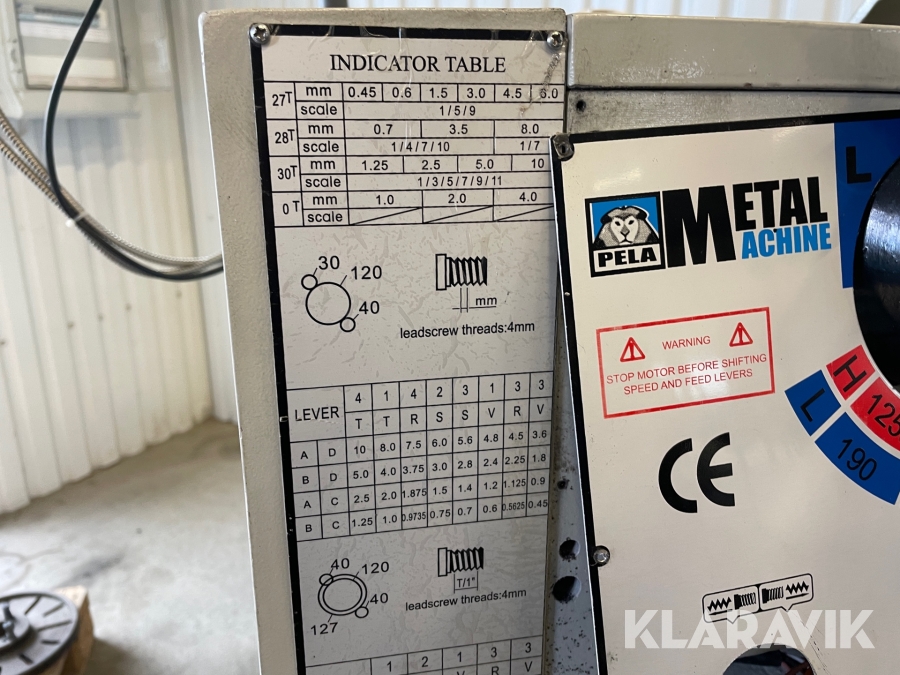 INDICATOR TABLE
27T mm 0.45 0.6 1.5 3.0 4.5 6.0
scale 1/5/9
28T mm 0.7 3.5 8.0
scale 1/4/7/10 1/7
30T mm 1.25 2.5 5.0 10
scale 1/3/5/7/9/11
0T mm 1.0 2.0 4.0
scale
30
120
40
mm
leadscrew threads:4mm
LEVER 4 1 4 2 3 1 3 3
T T R S S V R V
A D 10 8.0 7.5 6.0 5.6 4.8 4.5 3.6
B D 5.0 4.0 3.75 3.0 2.8 2.4 2.25 1.8
A C 2.5 2.0 1.875 1.5 1.4 1.2 1.125 0.9
B C 1.25 1.0 0.9735 0.75 0.7 0.6 0.5625 0.45
40
120
40
127
T/1"
leadscrew threads:4mm
1 2 1 3 3
V R V
PELA
METAL
MACHINE
WARNING
STOP MOTOR BEFORE SHIFTING
SPEED AND FEED LEVERS
CE
L
H
125
L
190
KLARAVIK